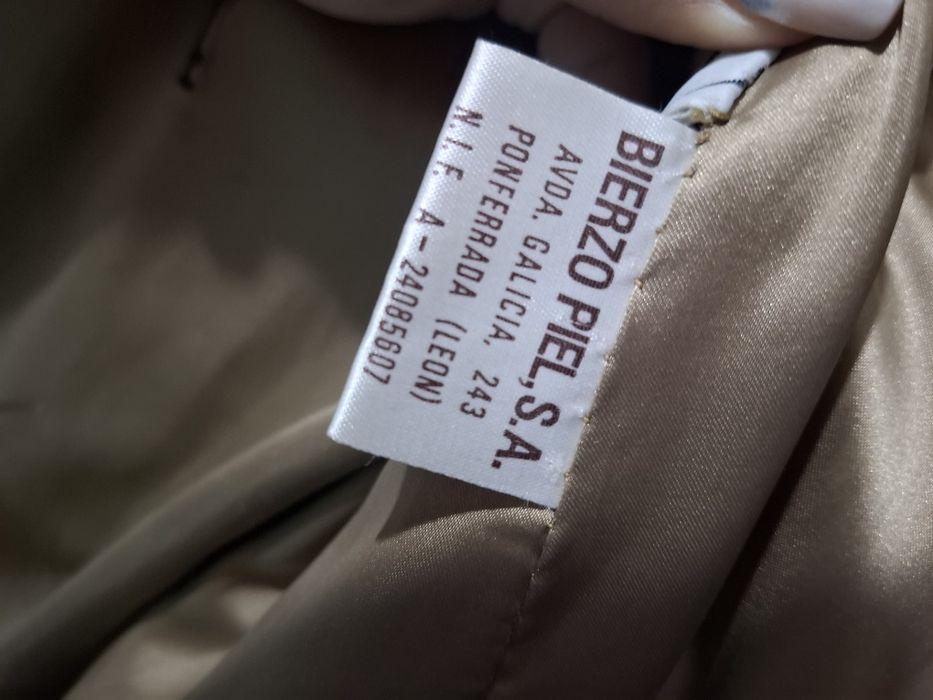 BIERZO PIEL, S.A.
AVDA. GALICIA, 243
PONFERRADA (LEON)
N.I.F. A-24085607